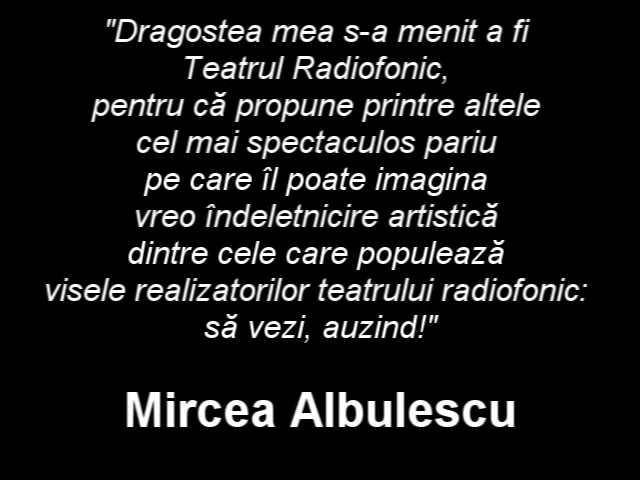 "Dragostea mea s-a menit a fi
Teatrul Radiofonic,
pentru că propune printre altele
cel mai spectaculos pariu
pe care îl poate imagina
vreo îndeletnicire artistică
dintre cele care populează
visele realizatorilor teatrului radiofonic:
să vezi, auzind!"
Mircea Albulescu